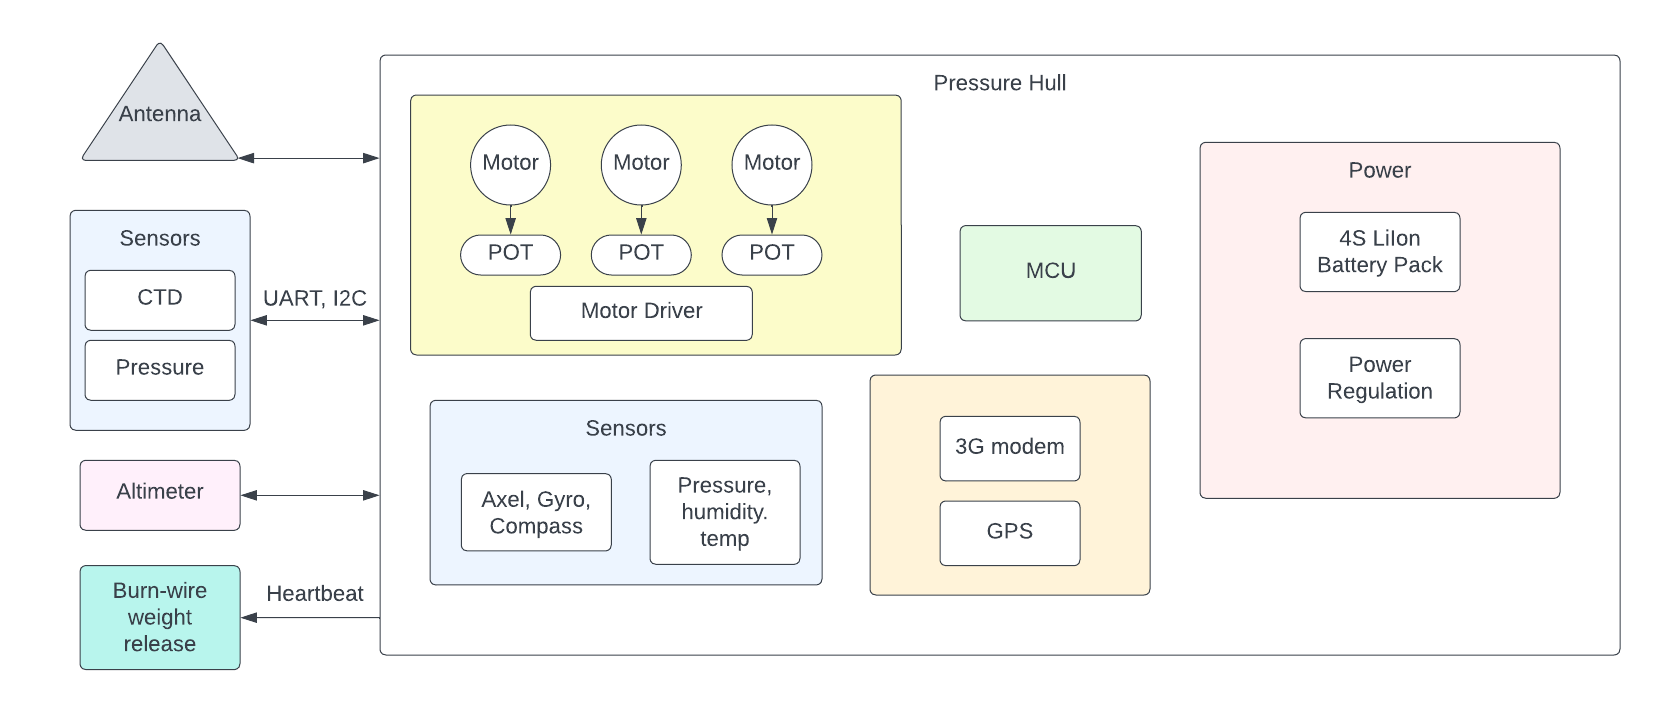 Antenna
Sensors
CTD
Pressure
UART, I2C
Altimeter
Burn-wire
weight
release
Heartbeat
Pressure Hull
Motor
Motor
Motor
POT
POT
POT
Motor Driver
MCU
Sensors
Axel, Gyro,
Compass
Pressure,
humidity.
temp
3G modem
GPS
Power
4S LiIon
Battery Pack
Power
Regulation